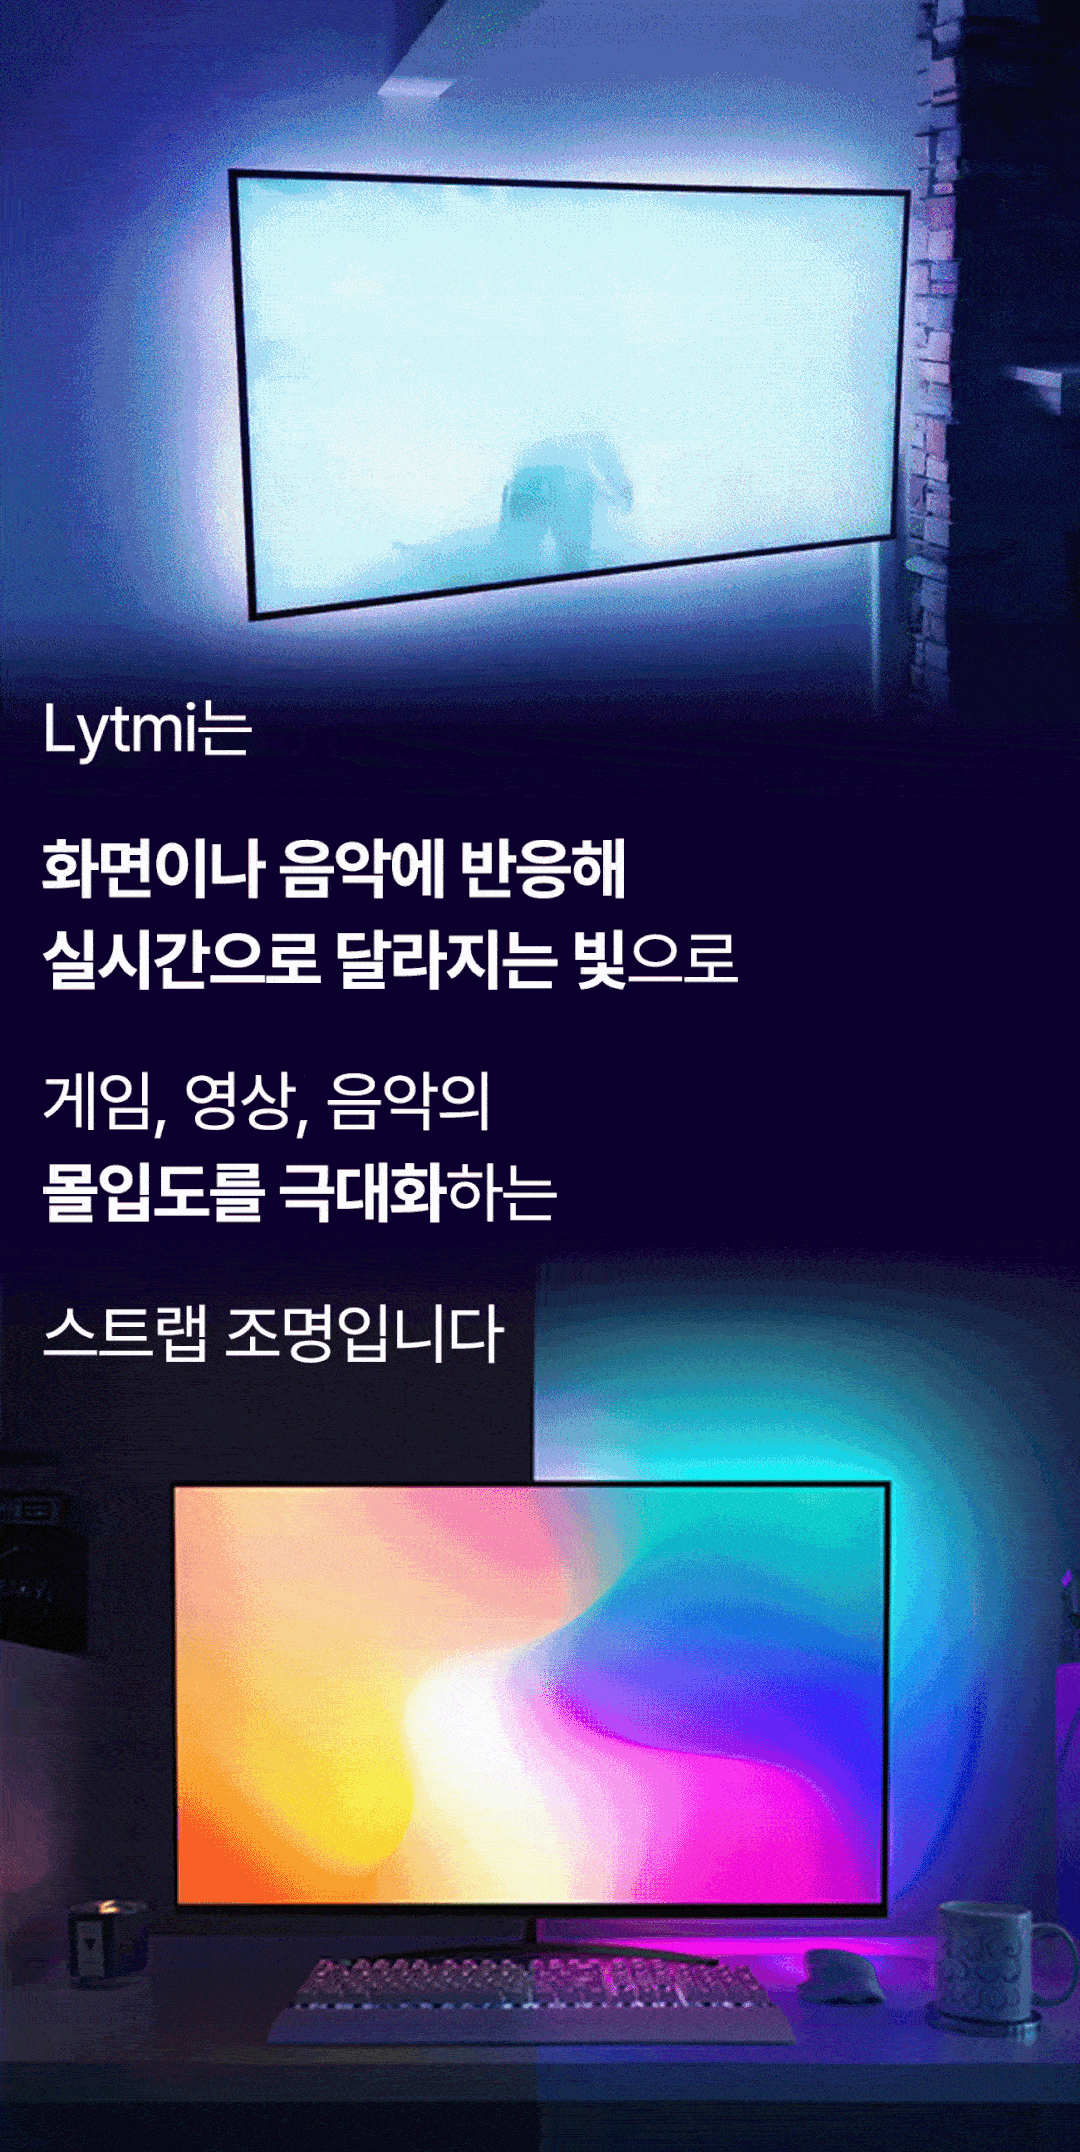 Lytmi는
화면이나 음악에 반응해
실시간으로 달라지는 빛으로
게임, 영상, 음악의
몰입도를 극대화하는
스트랩 조명입니다